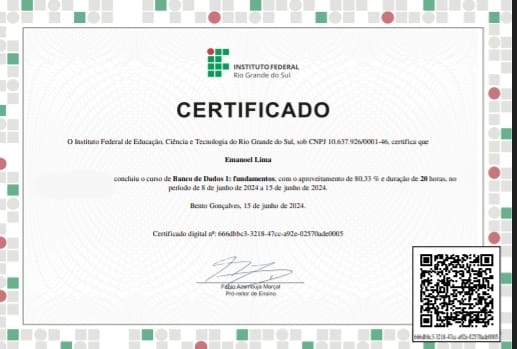 INSTITUTO FEDERAL
Rio Grande do Sul
CERTIFICADO
O Instituto Federal de Educação, Ciência e Tecnologia do Rio Grande do Sul, sob CNPJ 10.637.926/0001-46, certifica que
Emanoel Lima
concluiu o curso de Banco de Dados I: fundamentos, com o aproveitamento de 80,33 % e duração de 20 horas, no
período de 8 de junho de 2024 a 15 de junho de 2024.
Bento Gonçalves, 15 de junho de 2024.
Certificado digital nº: 666dbbc3-3218-47cc-a92e-02570ade0005
Fábio Azambuja Marçal
Pró-reitor de Ensino
666dbbc3-3218-47cc-a92e-02570ade0005